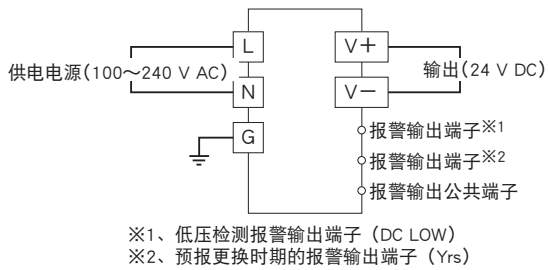 L
V+
供电电源(100～240 V AC)
输出(24 V DC)
N
V−
G
报警输出端子※1
报警输出端子※2
报警输出公共端子
※1、低压检测报警输出端子（DC LOW）
※2、预报更换时期的报警输出端子（Yrs）